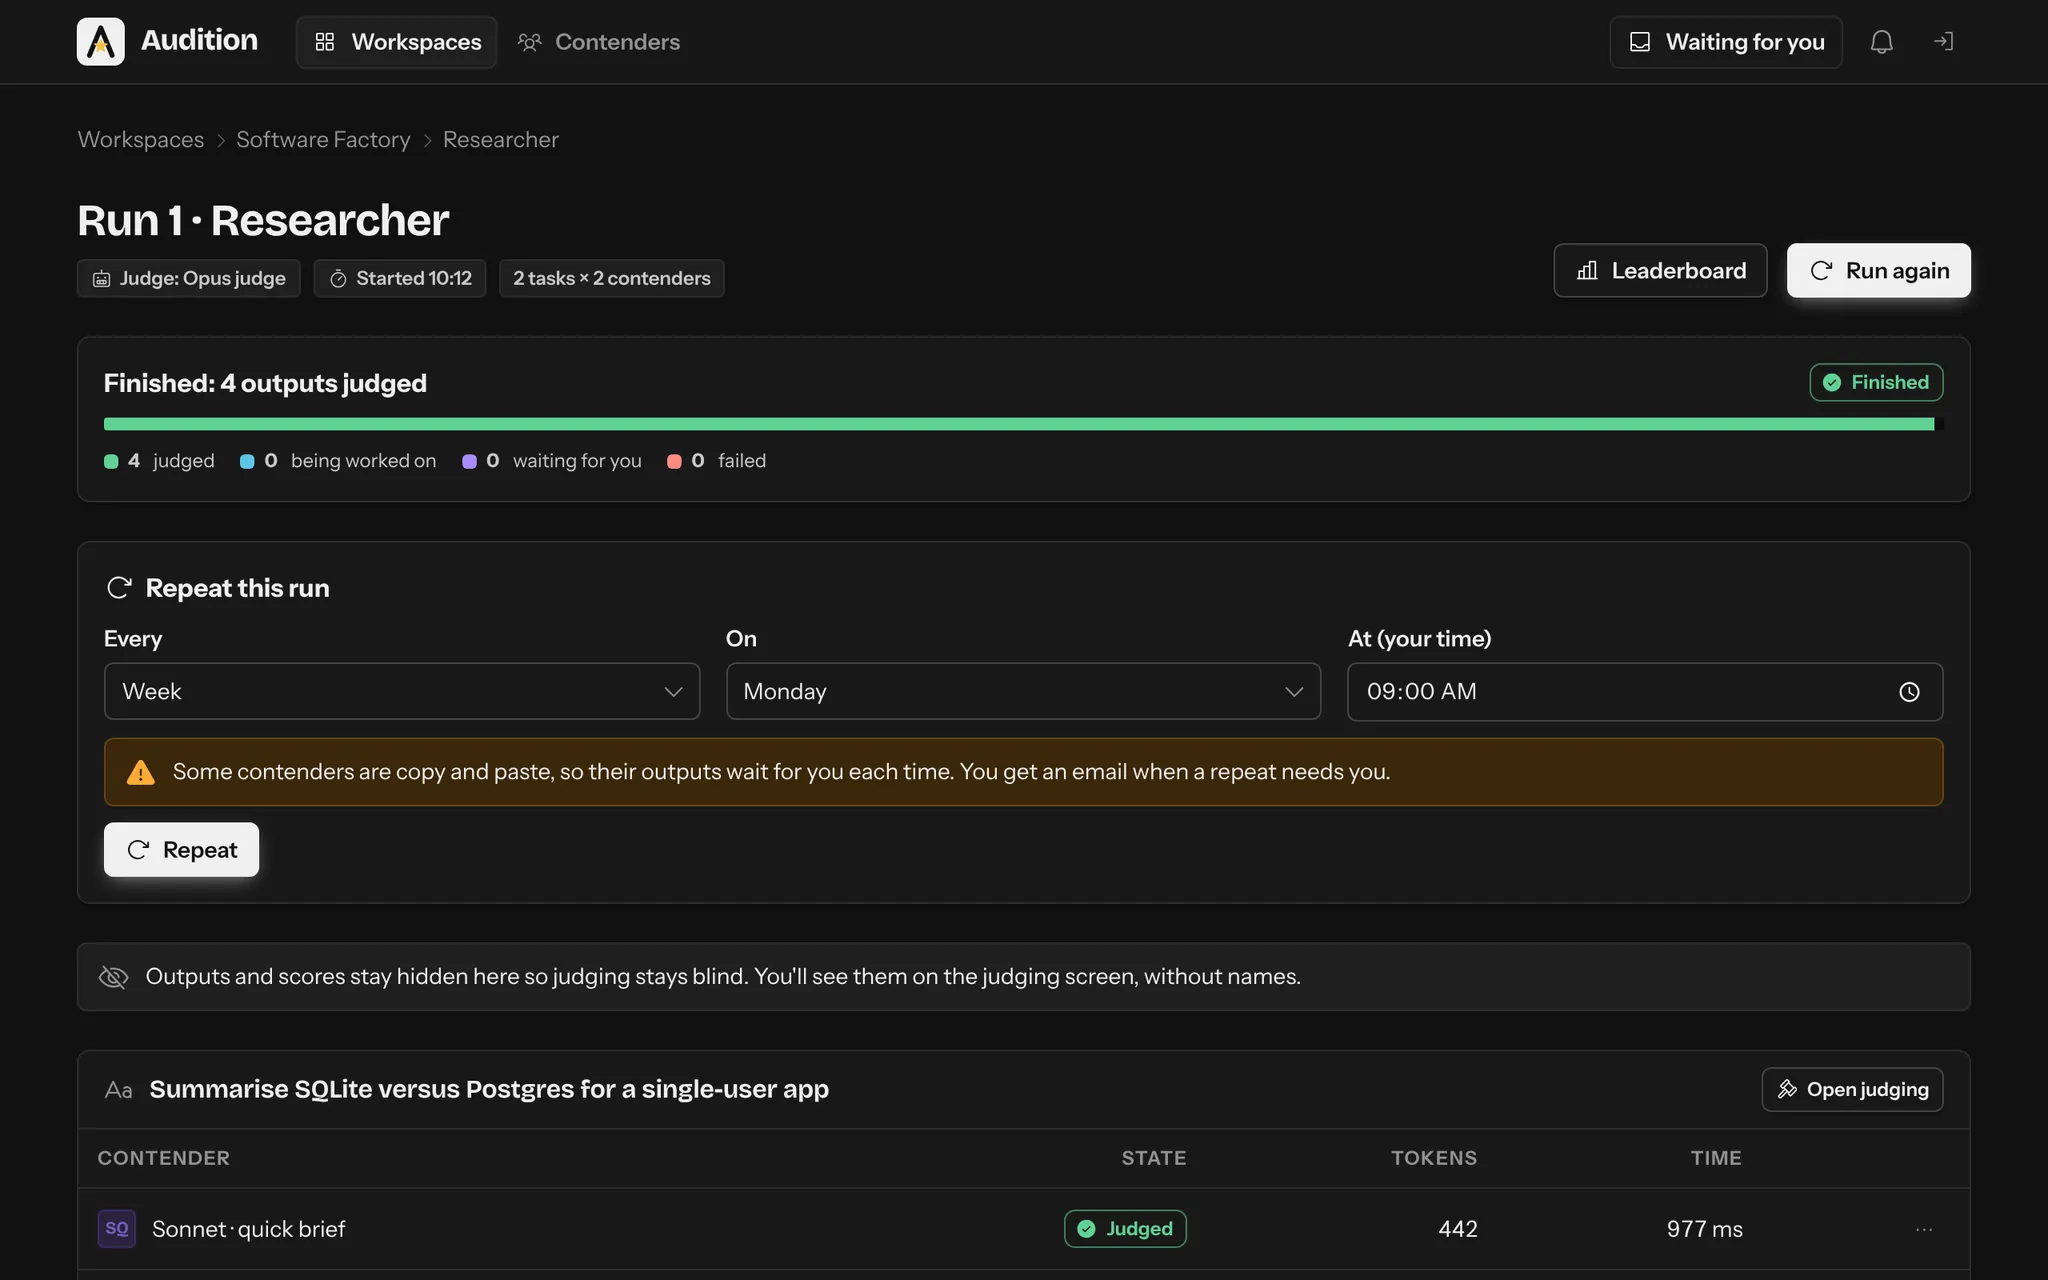 Audition
Workspaces
Contenders
Waiting for you
Workspaces > Software Factory > Researcher
Run 1 · Researcher
Judge: Opus judge
Started 10:12
2 tasks × 2 contenders
Leaderboard
Run again
Finished: 4 outputs judged
Finished
4 judged
0 being worked on
0 waiting for you
0 failed
Repeat this run
Every
On
At (your time)
Week
Monday
09:00 AM
Some contenders are copy and paste, so their outputs wait for you each time. You get an email when a repeat needs you.
Repeat
Outputs and scores stay hidden here so judging stays blind. You'll see them on the judging screen, without names.
Aa Summarise SQLite versus Postgres for a single-user app
Open judging
CONTENDER STATE TOKENS TIME
SQ Sonnet · quick brief Judged 442 977 ms ...